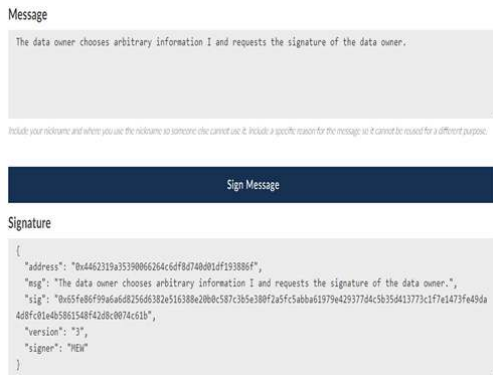 Message
The data owner chooses arbitrary information I and requests the signature of the data owner.
Include your nickname and where you use the nickname so someone else cannot use it. Include a specific reason for the message so it cannot be reused for a different purpose.
Sign Message
Signature
{
"address": "0x4462319a35390066264c6df8d740d01df193886f",
"msg": "The data owner chooses arbitrary information I and requests the signature of the data owner.",
"sig": "0x65fe86f99a6a6d8256d6382e516388e20b0c587c3b5e380f2a5fc5abba61979e429377d4c5b35d413773c1f7e1473fe49da
4d8fc01e4b5861548f42d8c0074c61b",
"version": "3",
"signer": "MEW"
}